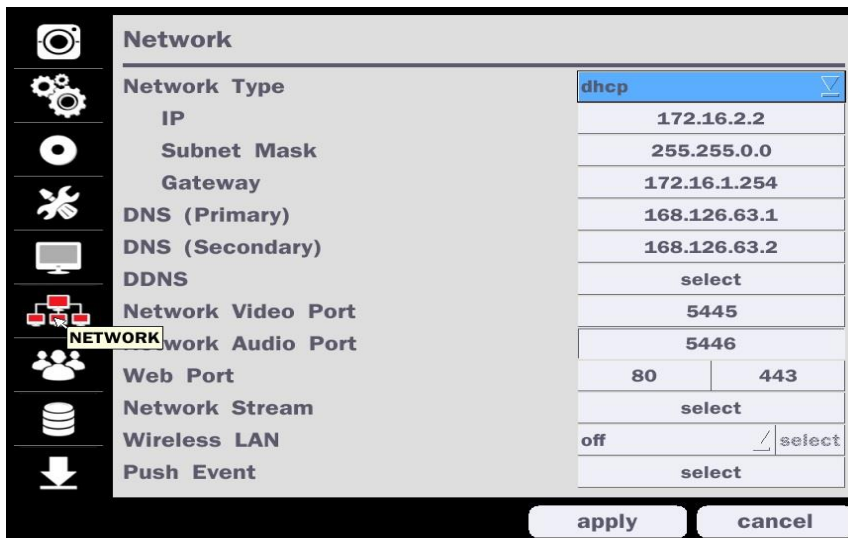 Network
Network Type dhcp
IP 172.16.2.2
Subnet Mask 255.255.0.0
Gateway 172.16.1.254
DNS (Primary) 168.126.63.1
DNS (Secondary) 168.126.63.2
DDNS select
Network Video Port 5445
NETWORK
work Audio Port 5446
Web Port 80 443
Network Stream select
Wireless LAN off select
Push Event select
apply cancel